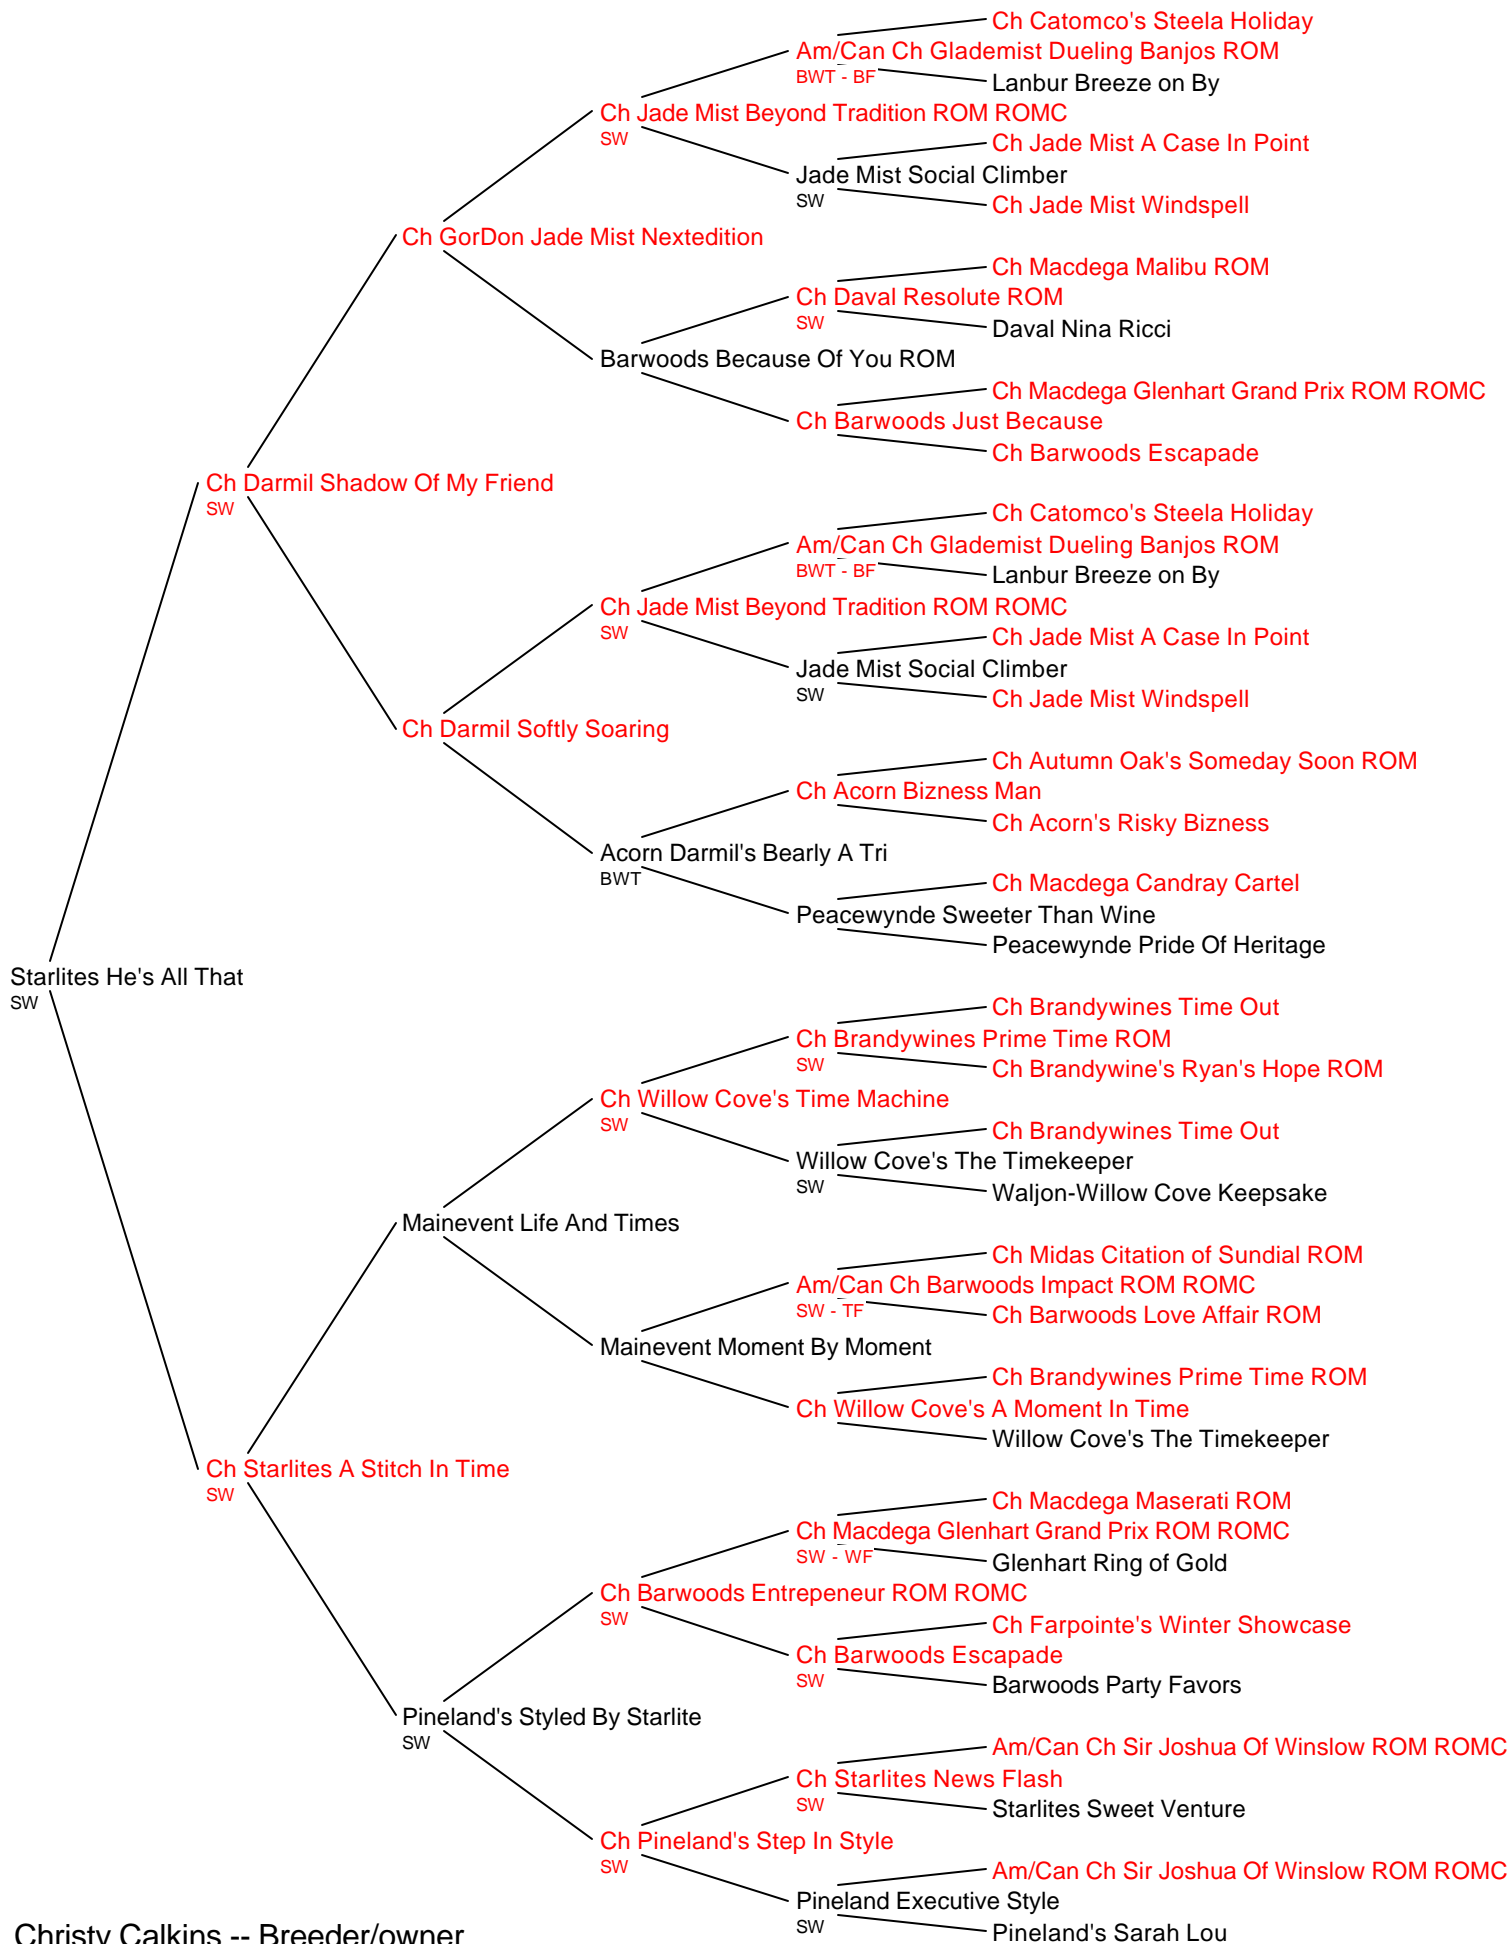 Ch Catomco's Steela Holiday
Am/Can Ch Glademist Dueling Banjos ROM
BWT - BF
Lanbur Breeze on By
Ch Jade Mist Beyond Tradition ROM ROMC
SW
Ch Jade Mist A Case In Point
Jade Mist Social Climber
SW
Ch Jade Mist Windspell
Ch GorDon Jade Mist Nextedition
Ch Macdega Malibu ROM
Ch Daval Resolute ROM
SW
Daval Nina Ricci
Barwoods Because Of You ROM
Ch Macdega Glenhart Grand Prix ROM ROMC
Ch Barwoods Just Because
Ch Barwoods Escapade
Ch Darmil Shadow Of My Friend
SW
Ch Catomco's Steela Holiday
Am/Can Ch Glademist Dueling Banjos ROM
BWT - BF
Lanbur Breeze on By
Ch Jade Mist Beyond Tradition ROM ROMC
SW
Ch Jade Mist A Case In Point
Jade Mist Social Climber
SW
Ch Jade Mist Windspell
Ch Darmil Softly Soaring
Ch Autumn Oak's Someday Soon ROM
Ch Acorn Bizness Man
Ch Acorn's Risky Bizness
Acorn Darmil's Bearly A Tri
BWT
Ch Macdega Candray Cartel
Peacewynde Sweeter Than Wine
Peacewynde Pride Of Heritage
Starlites He's All That
SW
Ch Brandywines Time Out
Ch Brandywines Prime Time ROM
SW
Ch Brandywine's Ryan's Hope ROM
Ch Willow Cove's Time Machine
SW
Ch Brandywines Time Out
Willow Cove's The Timekeeper
SW
Waljon-Willow Cove Keepsake
Mainevent Life And Times
Ch Midas Citation of Sundial ROM
Am/Can Ch Barwoods Impact ROM ROMC
SW - TF
Ch Barwoods Love Affair ROM
Mainevent Moment By Moment
Ch Brandywines Prime Time ROM
Ch Willow Cove's A Moment In Time
Willow Cove's The Timekeeper
Ch Starlites A Stitch In Time
SW
Ch Macdega Maserati ROM
Ch Macdega Glenhart Grand Prix ROM ROMC
SW - WF
Glenhart Ring of Gold
Ch Barwoods Entrepeneur ROM ROMC
SW
Ch Farpointe's Winter Showcase
Ch Barwoods Escapade
SW
Barwoods Party Favors
Pineland's Styled By Starlite
SW
Am/Can Ch Sir Joshua Of Winslow ROM ROMC
Ch Starlites News Flash
SW
Starlites Sweet Venture
Ch Pineland's Step In Style
SW
Am/Can Ch Sir Joshua Of Winslow ROM ROMC
Pineland Executive Style
SW
Pineland's Sarah Lou
Christy Calkins -- Breeder/owner